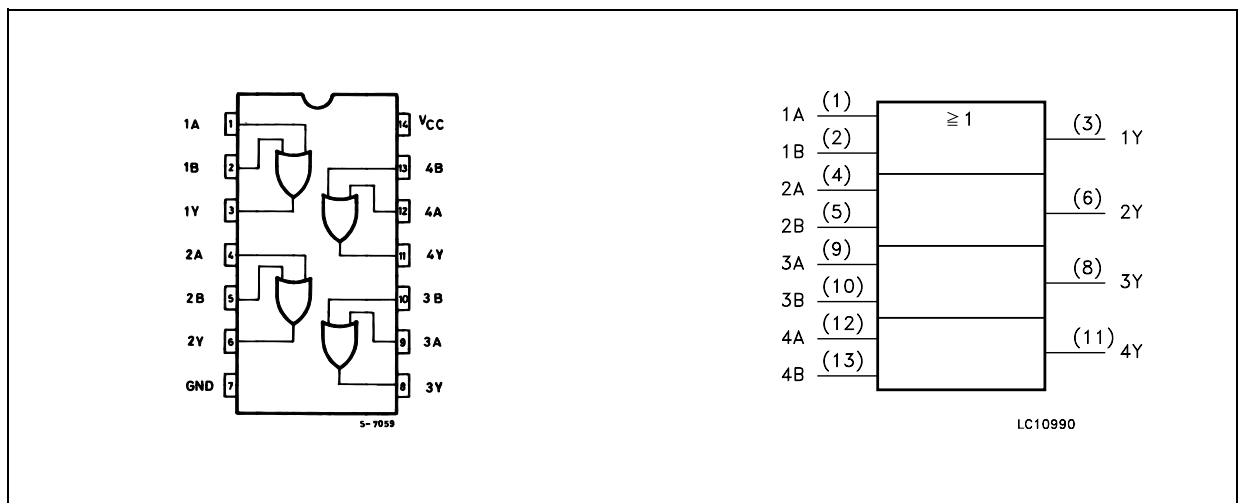 1A 1 14 VCC
1B 2 13 4B
1Y 3 12 4A
2A 4 11 4Y
2B 5 10 3B
2Y 6 9 3A
GND 7 8 3Y
S-7059
≧ 1
1A (1)
1B (2)
2A (4)
2B (5)
3A (9)
3B (10)
4A (12)
4B (13)
(3) 1Y
(6) 2Y
(8) 3Y
(11) 4Y
LC10990